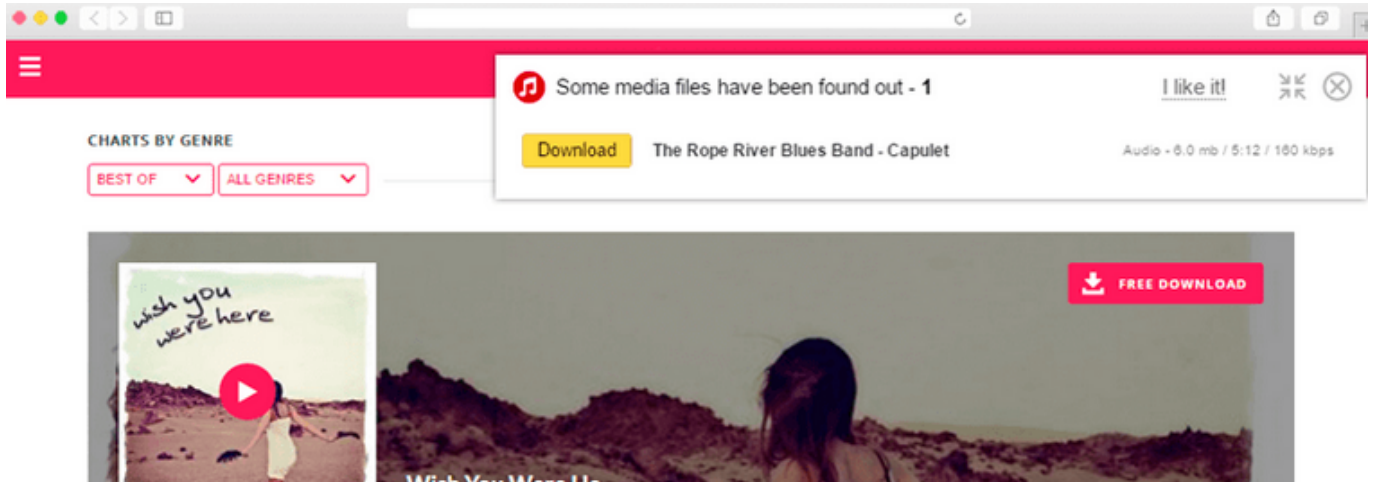 Some media files have been found out - 1
I like it!
Download
The Rope River Blues Band - Capulet
Audio - 6.0 mb / 5:12 / 160 kbps
CHARTS BY GENRE
BEST OF
ALL GENRES
FREE DOWNLOAD
wish you
were here